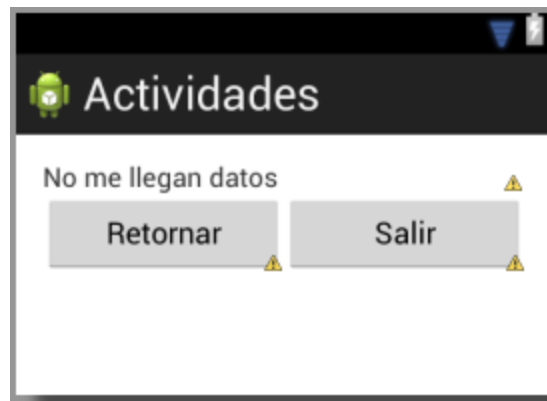 Actividades
No me llegan datos
Retornar Salir